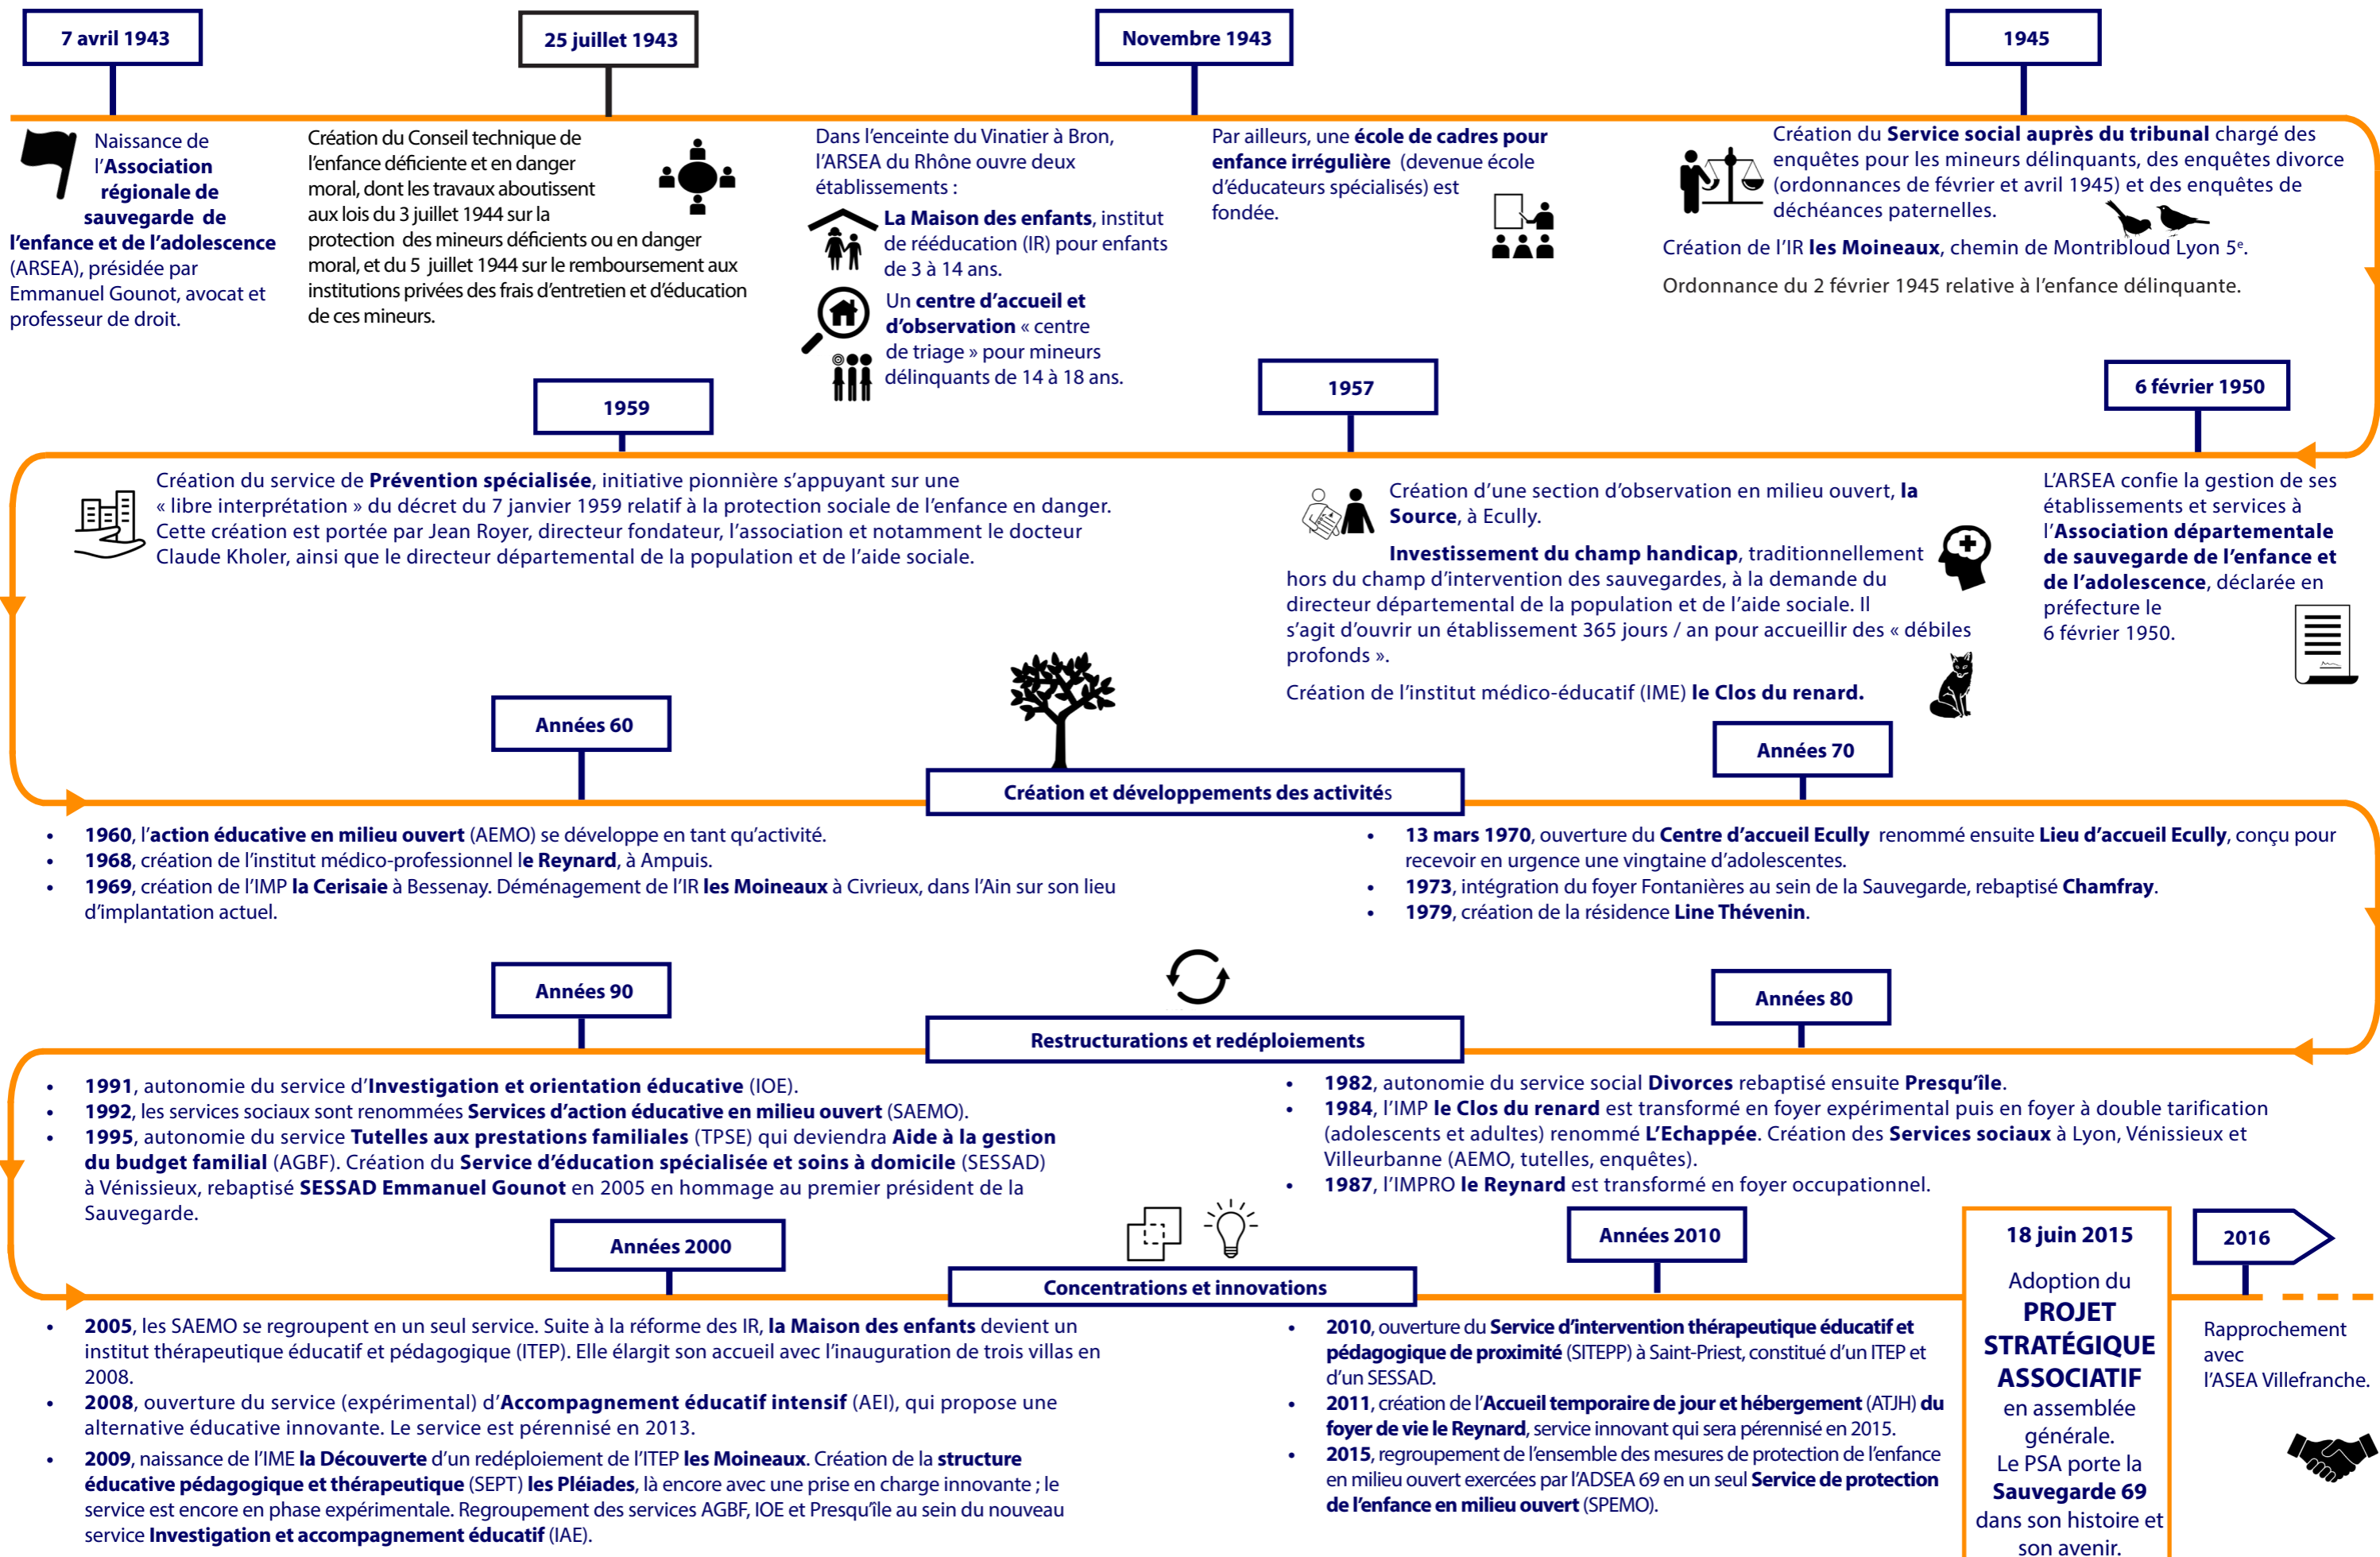 7 avril 1943
Naissance de
l’Association
régionale de
sauvegarde de
l’enfance et de l’adolescence
(ARSEA), présidée par
Emmanuel Gounot, avocat et
professeur de droit.
25 juillet 1943
Création du Conseil technique de
l’enfance déficiente et en danger
moral, dont les travaux aboutissent
aux lois du 3 juillet 1944 sur la
protection des mineurs déficients ou en danger
moral, et du 5 juillet 1944 sur le remboursement aux
institutions privées des frais d’entretien et d’éducation
de ces mineurs.
Novembre 1943
Dans l’enceinte du Vinatier à Bron,
l’ARSEA du Rhône ouvre deux
établissements :
La Maison des enfants, institut
de rééducation (IR) pour enfants
de 3 à 14 ans.
Un centre d’accueil et
d’observation « centre
de triage » pour mineurs
délinquants de 14 à 18 ans.
Par ailleurs, une école de cadres pour
enfance irrégulière (devenue école
d’éducateurs spécialisés) est
fondée.
1945
Création du Service social auprès du tribunal chargé des
enquêtes pour les mineurs délinquants, des enquêtes divorce
(ordonnances de février et avril 1945) et des enquêtes de
déchéances paternelles.
Création de l’IR les Moineaux, chemin de Montribloud Lyon 5e.
Ordonnance du 2 février 1945 relative à l’enfance délinquante.
6 février 1950
L’ARSEA confie la gestion de ses
établissements et services à
l’Association départementale
de sauvegarde de l’enfance et
de l’adolescence, déclarée en
préfecture le
6 février 1950.
1957
Création d’une section d’observation en milieu ouvert, la
Source, à Ecully.
Investissement du champ handicap, traditionnellement
hors du champ d’intervention des sauvegardes, à la demande du
directeur départemental de la population et de l’aide sociale. Il
s’agit d’ouvrir un établissement 365 jours / an pour accueillir des « débiles
profonds ».
Création de l’institut médico-éducatif (IME) le Clos du renard.
1959
Création du service de Prévention spécialisée, initiative pionnière s’appuyant sur une
« libre interprétation » du décret du 7 janvier 1959 relatif à la protection sociale de l’enfance en danger.
Cette création est portée par Jean Royer, directeur fondateur, l’association et notamment le docteur
Claude Kholer, ainsi que le directeur départemental de la population et de l’aide sociale.
Création et développements des activités
Années 60
• 1960, l’action éducative en milieu ouvert (AEMO) se développe en tant qu’activité.
• 1968, création de l’institut médico-professionnel le Reynard, à Ampuis.
• 1969, création de l’IMP la Cerisaie à Bessenay. Déménagement de l’IR les Moineaux à Civrieux, dans l’Ain sur son lieu
d’implantation actuel.
Années 70
• 13 mars 1970, ouverture du Centre d’accueil Ecully renommé ensuite Lieu d’accueil Ecully, conçu pour
recevoir en urgence une vingtaine d’adolescentes.
• 1973, intégration du foyer Fontanières au sein de la Sauvegarde, rebaptisé Chamfray.
• 1979, création de la résidence Line Thévenin.
Restructurations et redéploiements
Années 80
• 1982, autonomie du service social Divorces rebaptisé ensuite Presqu’île.
• 1984, l’IMP le Clos du renard est transformé en foyer expérimental puis en foyer à double tarification
(adolescents et adultes) renommé L’Echappée. Création des Services sociaux à Lyon, Vénissieux et
Villeurbanne (AEMO, tutelles, enquêtes).
• 1987, l’IMPRO le Reynard est transformé en foyer occupationnel.
Années 90
• 1991, autonomie du service d’Investigation et orientation éducative (IOE).
• 1992, les services sociaux sont renommées Services d’action éducative en milieu ouvert (SAEMO).
• 1995, autonomie du service Tutelles aux prestations familiales (TPSE) qui deviendra Aide à la gestion
du budget familial (AGBF). Création du Service d’éducation spécialisée et soins à domicile (SESSAD)
à Vénissieux, rebaptisé SESSAD Emmanuel Gounot en 2005 en hommage au premier président de la
Sauvegarde.
Concentrations et innovations
Années 2000
• 2005, les SAEMO se regroupent en un seul service. Suite à la réforme des IR, la Maison des enfants devient un
institut thérapeutique éducatif et pédagogique (ITEP). Elle élargit son accueil avec l’inauguration de trois villas en
2008.
• 2008, ouverture du service (expérimental) d’Accompagnement éducatif intensif (AEI), qui propose une
alternative éducative innovante. Le service est pérennisé en 2013.
• 2009, naissance de l’IME la Découverte d’un redéploiement de l’ITEP les Moineaux. Création de la structure
éducative pédagogique et thérapeutique (SEPT) les Pléiades, là encore avec une prise en charge innovante ; le
service est encore en phase expérimentale. Regroupement des services AGBF, IOE et Presqu’île au sein du nouveau
service Investigation et accompagnement éducatif (IAE).
Années 2010
• 2010, ouverture du Service d’intervention thérapeutique éducatif et
pédagogique de proximité (SITEPP) à Saint-Priest, constitué d’un ITEP et
d’un SESSAD.
• 2011, création de l’Accueil temporaire de jour et hébergement (ATJH) du
foyer de vie le Reynard, service innovant qui sera pérennisé en 2015.
• 2015, regroupement de l’ensemble des mesures de protection de l’enfance
en milieu ouvert exercées par l’ADSEA 69 en un seul Service de protection
de l’enfance en milieu ouvert (SPEMO).
18 juin 2015
Adoption du
PROJET
STRATÉGIQUE
ASSOCIATIF
en assemblée
générale.
Le PSA porte la
Sauvegarde 69
dans son histoire et
son avenir.
2016
Rapprochement
avec
l’ASEA Villefranche.